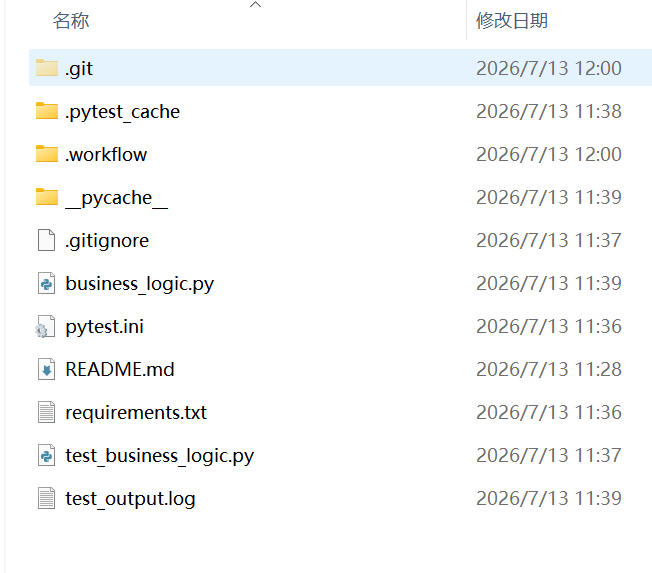 名称 修改日期
.git 2026/7/13 12:00
.pytest_cache 2026/7/13 11:38
.workflow 2026/7/13 12:00
__pycache__ 2026/7/13 11:39
.gitignore 2026/7/13 11:37
business_logic.py 2026/7/13 11:39
pytest.ini 2026/7/13 11:36
README.md 2026/7/13 11:28
requirements.txt 2026/7/13 11:36
test_business_logic.py 2026/7/13 11:37
test_output.log 2026/7/13 11:39